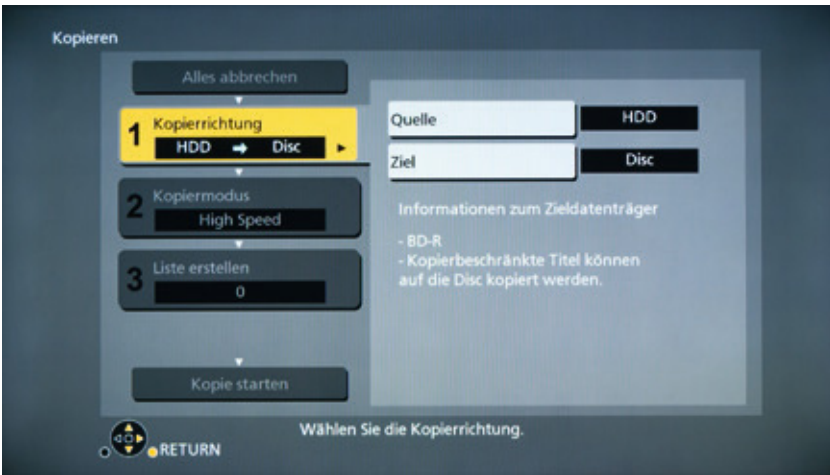 Kopieren
Alles abbrechen
1 Kopierrichtung
HDD → Disc
2 Kopiermodus
High Speed
3 Liste erstellen
0
Kopie starten
Quelle HDD
Ziel Disc
Informationen zum Zieldatenträger
- BD-R
- Kopierbeschränkte Titel können
auf die Disc kopiert werden.
Wählen Sie die Kopierrichtung.
RETURN